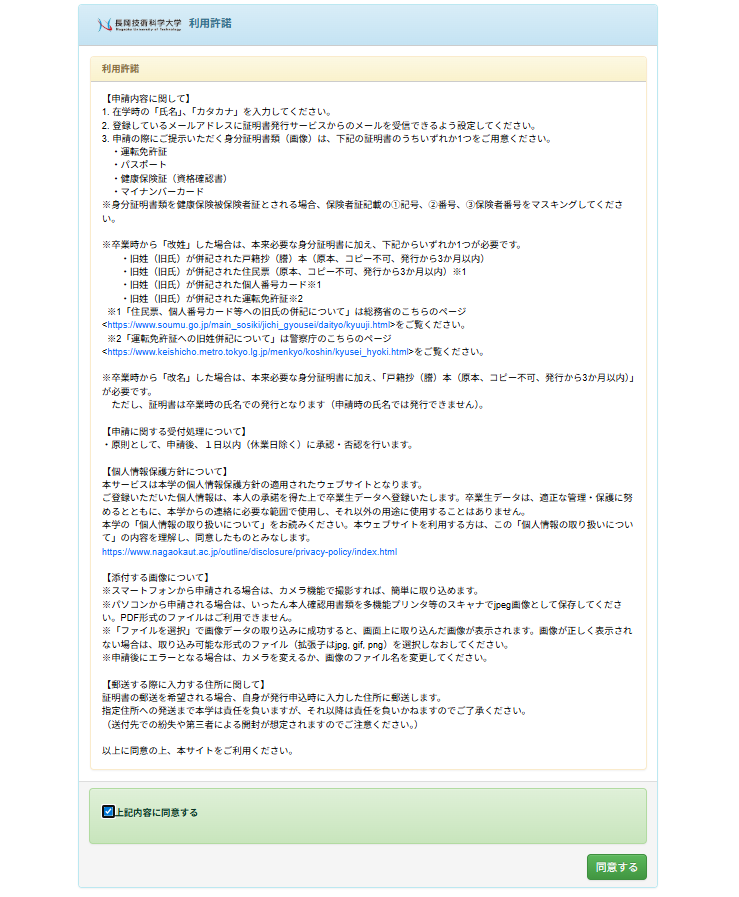 長岡技術科学大学 利用許諾
Nagaoka University of Technology
利用許諾
【申請内容に関して】
1. 在学時の「氏名」、「カタカナ」を入力してください。
2. 登録しているメールアドレスに証明書発行サービスからのメールを受信できるよう設定してください。
3. 申請の際にご提示いただく身分証明書類（画像）は、下記の証明書のうちいずれか1つをご用意ください。
・運転免許証
・パスポート
・健康保険証（資格確認書）
・マイナンバーカード
※身分証明書類を健康保険被保険者証とされる場合、保険者証記載の①記号、②番号、③保険者番号をマスキングしてくださ
い。
※卒業時から「改姓」した場合は、本来必要な身分証明書に加え、下記からいずれか1つが必要です。
・旧姓（旧氏）が併記された戸籍抄（謄）本（原本、コピー不可、発行から3か月以内）
・旧姓（旧氏）が併記された住民票（原本、コピー不可、発行から3か月以内）※1
・旧姓（旧氏）が併記された個人番号カード※1
・旧姓（旧氏）が併記された運転免許証※2
※1「住民票、個人番号カード等への旧氏の併記について」は総務省のこちらのページ
<https://www.soumu.go.jp/main_sosiki/jichi_gyousei/daityo/kyuuji.html>をご覧ください。
※2「運転免許証への旧姓併記について」は警察庁のこちらのページ
<https://www.keishicho.metro.tokyo.lg.jp/menkyo/koshin/kyusei_hyoki.html>をご覧ください。
※卒業時から「改名」した場合は、本来必要な身分証明書に加え、「戸籍抄（謄）本（原本、コピー不可、発行から3か月以内）」
が必要です。
ただし、証明書は卒業時の氏名での発行となります（申請時の氏名では発行できません）。
【申請に関する受付処理について】
・原則として、申請後、１日以内（休業日除く）に承認・否認を行います。
【個人情報保護方針について】
本サービスは本学の個人情報保護方針の適用されたウェブサイトとなります。
ご登録いただいた個人情報は、本人の承諾を得た上で卒業生データへ登録いたします。卒業生データは、適正な管理・保護に努
めるとともに、本学からの連絡に必要な範囲で使用し、それ以外の用途に使用することはありません。
本学の「個人情報の取り扱いについて」をお読みください。本ウェブサイトを利用する方は、この「個人情報の取り扱いについ
て」の内容を理解し、同意したものとみなします。
https://www.nagaokaut.ac.jp/outline/disclosure/privacy-policy/index.html
【添付する画像について】
※スマートフォンから申請される場合は、カメラ機能で撮影すれば、簡単に取り込めます。
※パソコンから申請される場合は、いったん本人確認用書類を多機能プリンタ等のスキャナでjpeg画像として保存してくださ
い。PDF形式のファイルはご利用できません。
※「ファイルを選択」で画像データの取り込みに成功すると、画面上に取り込んだ画像が表示されます。画像が正しく表示され
ない場合は、取り込み可能な形式のファイル（拡張子はjpg, gif, png）を選択しなおしてください。
※申請後にエラーとなる場合は、カメラを変えるか、画像のファイル名を変更してください。
【郵送する際に入力する住所に関して】
証明書の郵送を希望される場合、自身が発行申込時に入力した住所に郵送します。
指定住所への発送まで本学は責任を負いますが、それ以降は責任を負いかねますのでご了承ください。
（送付先での紛失や第三者による開封が想定されますのでご注意ください。）
以上に同意の上、本サイトをご利用ください。
上記内容に同意する
同意する